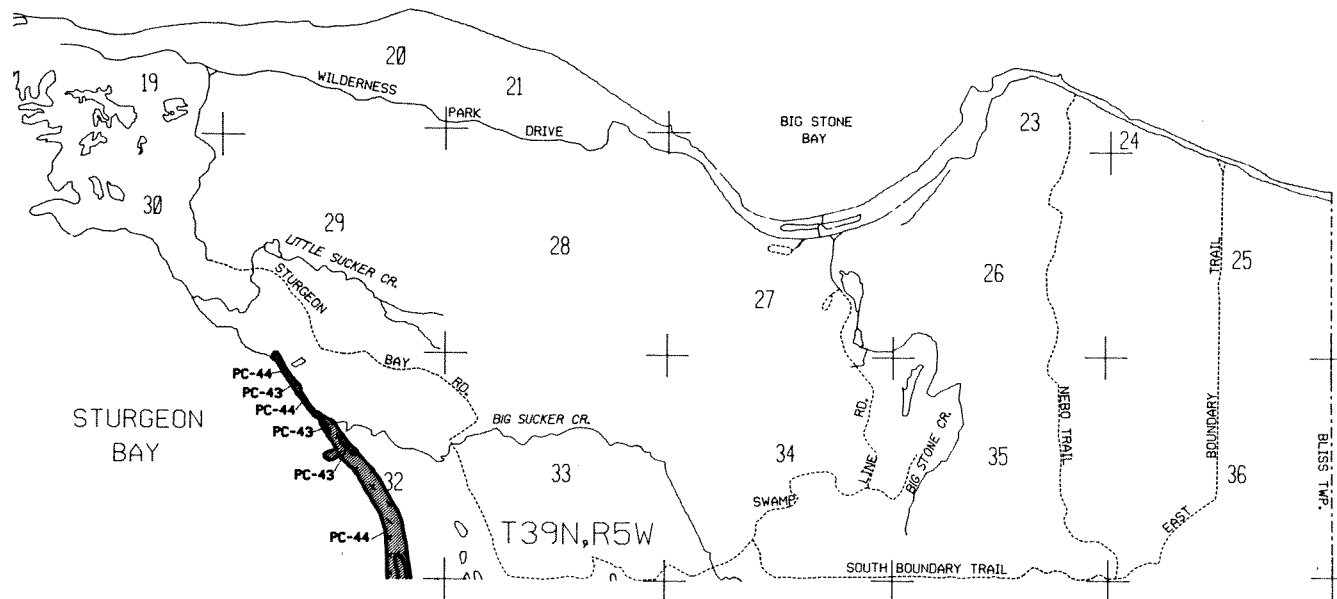 20
19
21
WILDERNESS
PARK
DRIVE
BIG STONE
BAY
23
24
30
29
28
LITTLE SUCKER CR.
STURGEON
BAY
RD.
27
26
TRAIL
25
PC-44
PC-43
PC-44
PC-43
PC-43
PC-44
STURGEON
BAY
BIG SUCKER CR.
32
33
34
RD.
LINE
SWAMP
BIG STONE CR.
35
NEBO TRAIL
BOUNDARY
36
EAST
BLISS TWP.
T39N,R5W
SOUTH BOUNDARY TRAIL